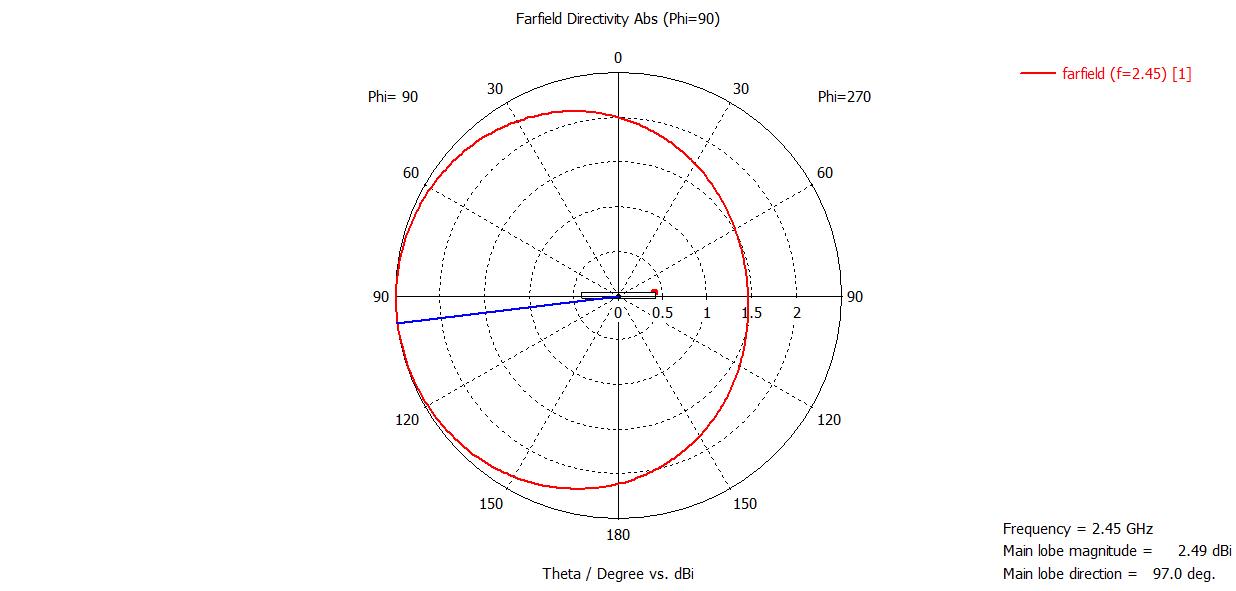 Farfield Directivity Abs (Phi=90)
0
farfield (f=2.45) [1]
30
30
Phi= 90
Phi=270
60
60
90
90
0
0.5
1
1.5
2
120
120
150
150
180
Frequency = 2.45 GHz
Main lobe magnitude = 2.49 dBi
Theta / Degree vs. dBi
Main lobe direction = 97.0 deg.